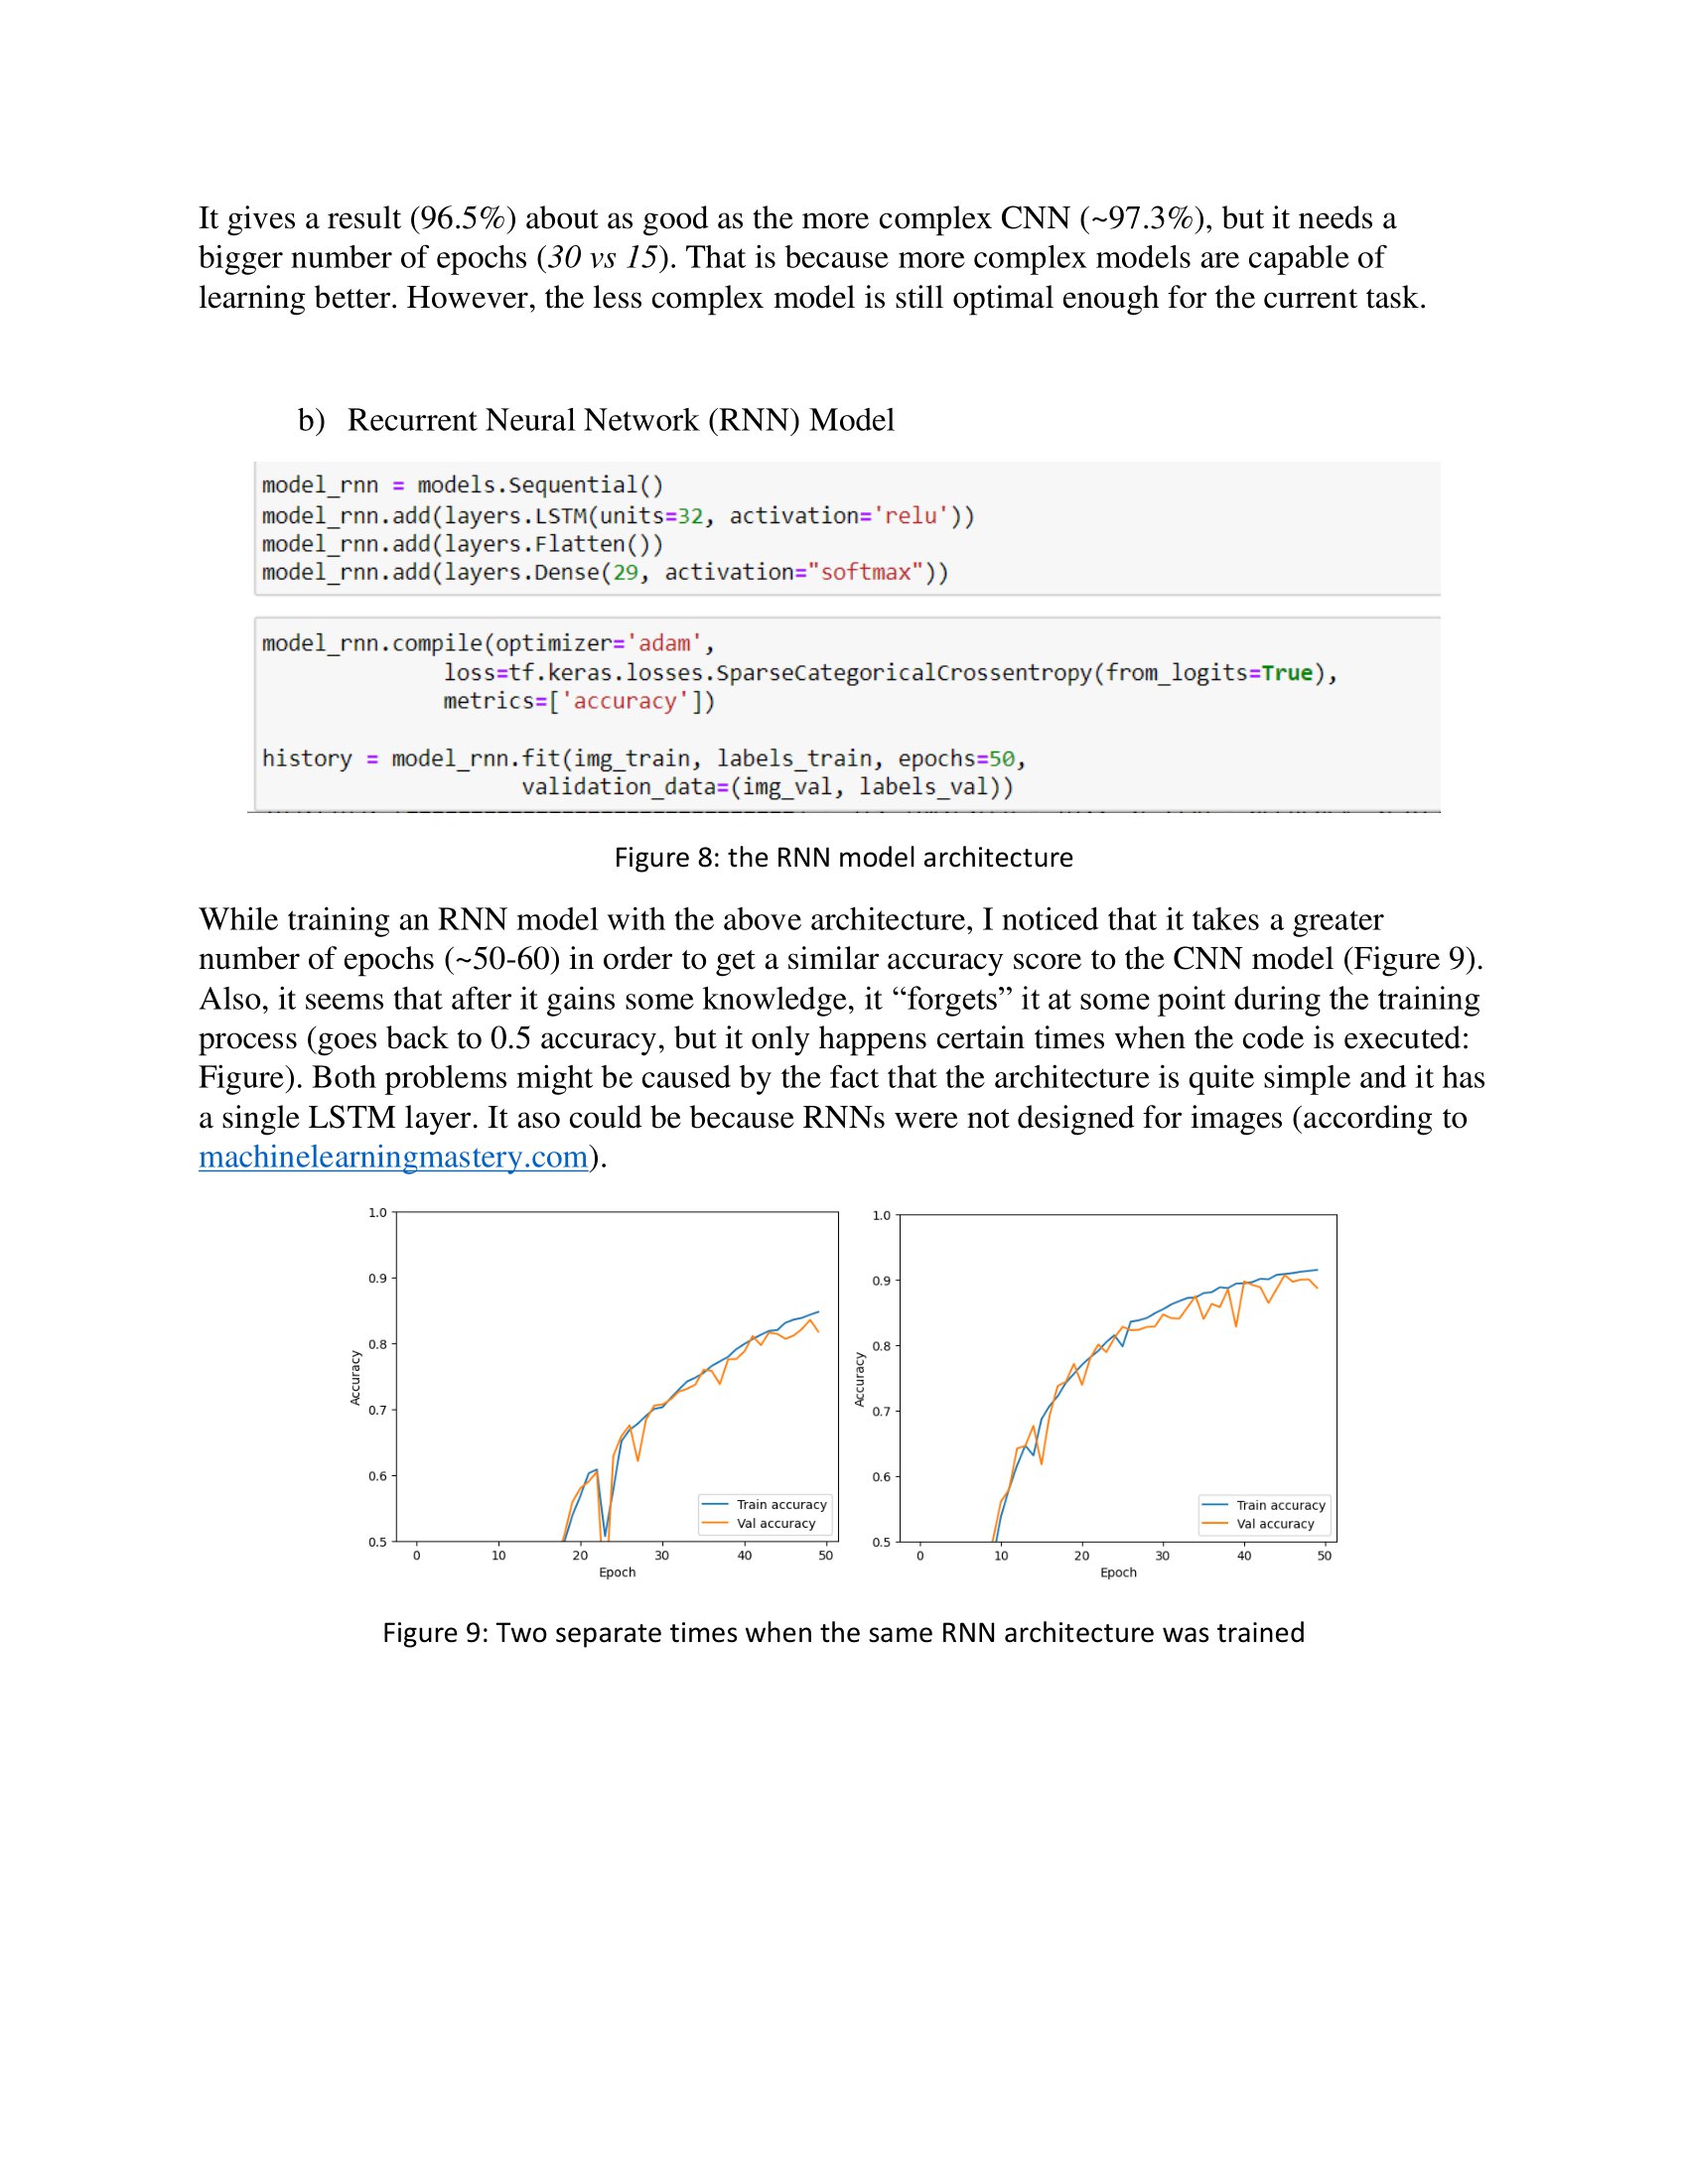 It gives a result (96.5%) about as good as the more complex CNN (~97.3%), but it needs a
bigger number of epochs (30 vs 15). That is because more complex models are capable of
learning better. However, the less complex model is still optimal enough for the current task.
b) Recurrent Neural Network (RNN) Model
model_rnn = models.Sequential()
model_rnn.add(layers.LSTM(units=32, activation='relu'))
model_rnn.add(layers.Flatten())
model_rnn.add(layers.Dense(29, activation="softmax"))
model_rnn.compile(optimizer='adam',
loss=tf.keras.losses.SparseCategoricalCrossentropy(from_logits=True),
metrics=['accuracy'])
history = model_rnn.fit(img_train, labels_train, epochs=50,
validation_data=(img_val, labels_val))
Figure 8: the RNN model architecture
While training an RNN model with the above architecture, I noticed that it takes a greater
number of epochs (~50-60) in order to get a similar accuracy score to the CNN model (Figure 9).
Also, it seems that after it gains some knowledge, it “forgets” it at some point during the training
process (goes back to 0.5 accuracy, but it only happens certain times when the code is executed:
Figure). Both problems might be caused by the fact that the architecture is quite simple and it has
a single LSTM layer. It aso could be because RNNs were not designed for images (according to
machinelearningmastery.com).
1.0
0.9
0.8
0.7
0.6
0.5
Accuracy
0 10 20 30 40 50
Epoch
Train accuracy
Val accuracy
1.0
0.9
0.8
0.7
0.6
0.5
Accuracy
0 10 20 30 40 50
Epoch
Train accuracy
Val accuracy
Figure 9: Two separate times when the same RNN architecture was trained